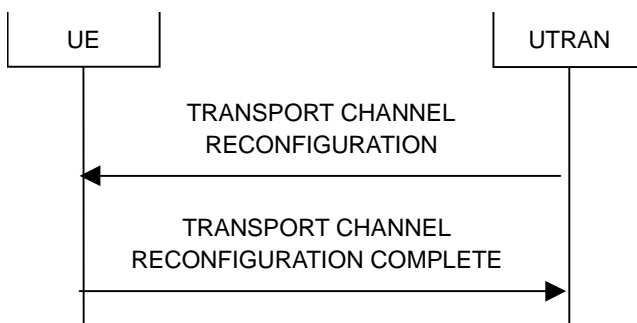 UE
UTRAN
TRANSPORT CHANNEL
RECONFIGURATION
TRANSPORT CHANNEL
RECONFIGURATION COMPLETE